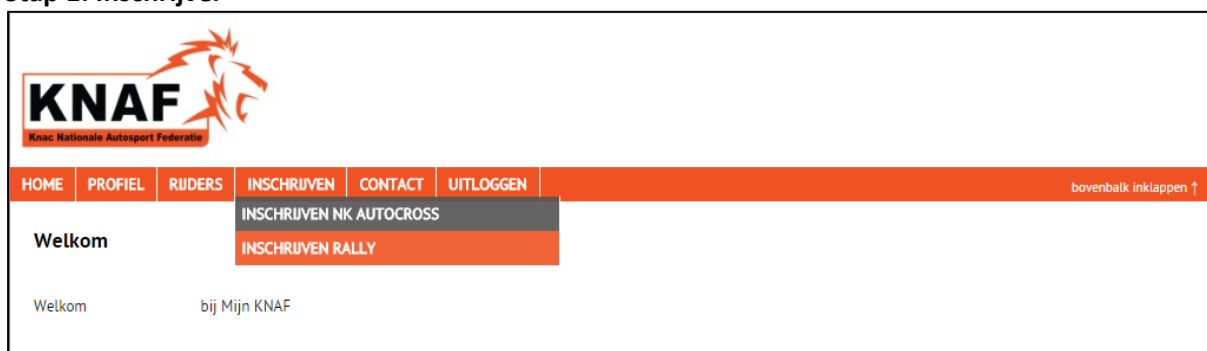 KNAF
Knac Nationale Autosport Federatie
HOME PROFIEL RIJDERS INSCHRIJVEN CONTACT UITLOGGEN bovenbalk inklappen ↑
INSCHRIJVEN NK AUTOCROSS
Welkom
INSCHRIJVEN RALLY
Welkom bij Mijn KNAF